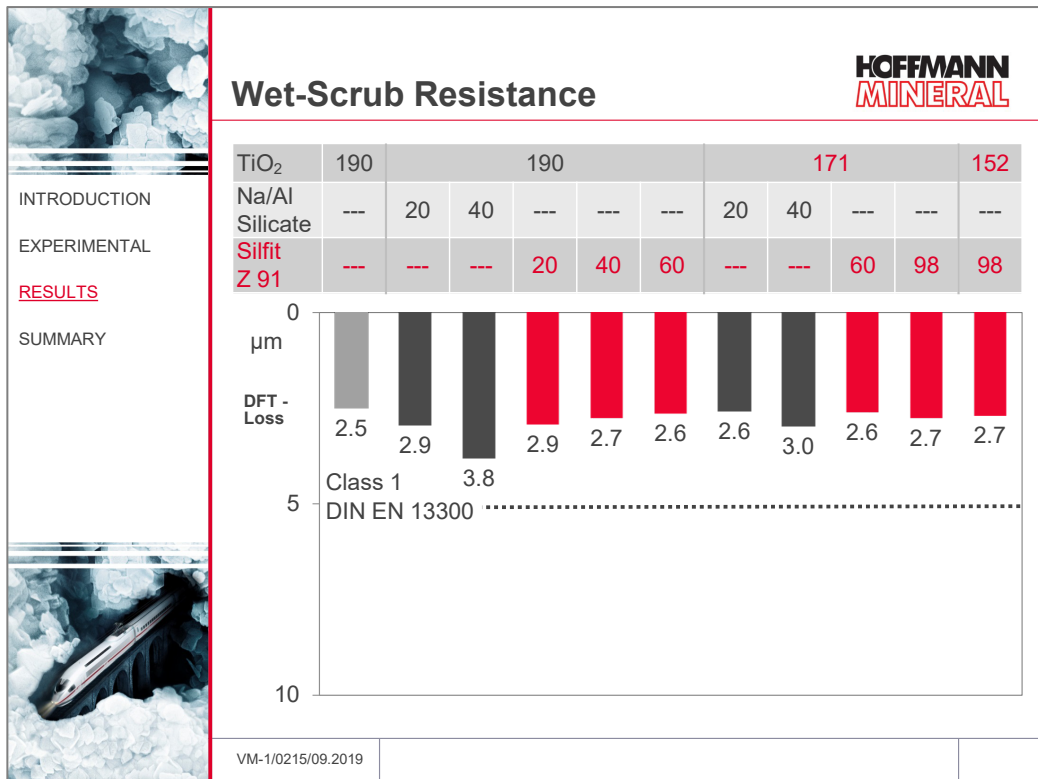 HOFFMANN
MINERAL
Wet-Scrub Resistance
INTRODUCTION
EXPERIMENTAL
RESULTS
SUMMARY
TiO₂ 190 190 171 152
Na/Al
Silicate --- 20 40 --- --- --- 20 40 --- --- ---
Silfit
Z 91 --- --- --- 20 40 60 --- --- 60 98 98
0
µm
DFT -
Loss
2.5 2.9 3.8 2.9 2.7 2.6 2.6 3.0 2.6 2.7 2.7
Class 1
5 DIN EN 13300
10
VM-1/0215/09.2019